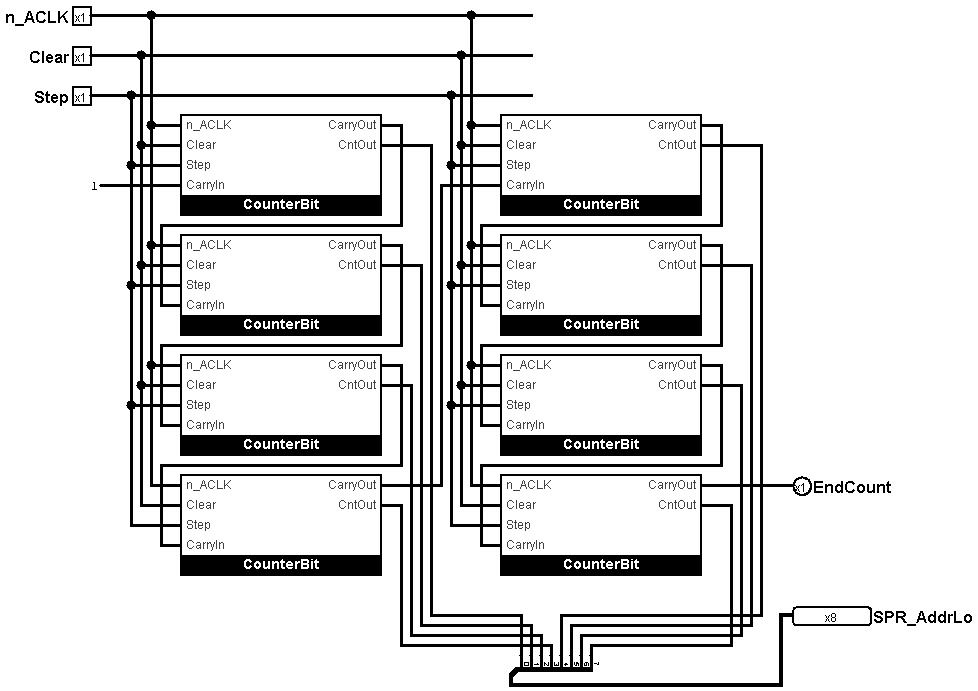 n_ACLK x1
Clear x1
Step x1
n_ACLK CarryOut
Clear CntOut
Step
1 CarryIn
CounterBit
n_ACLK CarryOut
Clear CntOut
Step
CarryIn
CounterBit
n_ACLK CarryOut
Clear CntOut
Step
CarryIn
CounterBit
n_ACLK CarryOut
Clear CntOut
Step
CarryIn
CounterBit
n_ACLK CarryOut
Clear CntOut
Step
CarryIn
CounterBit
n_ACLK CarryOut
Clear CntOut
Step
CarryIn
CounterBit
n_ACLK CarryOut
Clear CntOut
Step
CarryIn
CounterBit
n_ACLK CarryOut
Clear CntOut
Step
CarryIn
CounterBit
x1 EndCount
x8 SPR_AddrLo
0 1 2 3 4 5 6 7